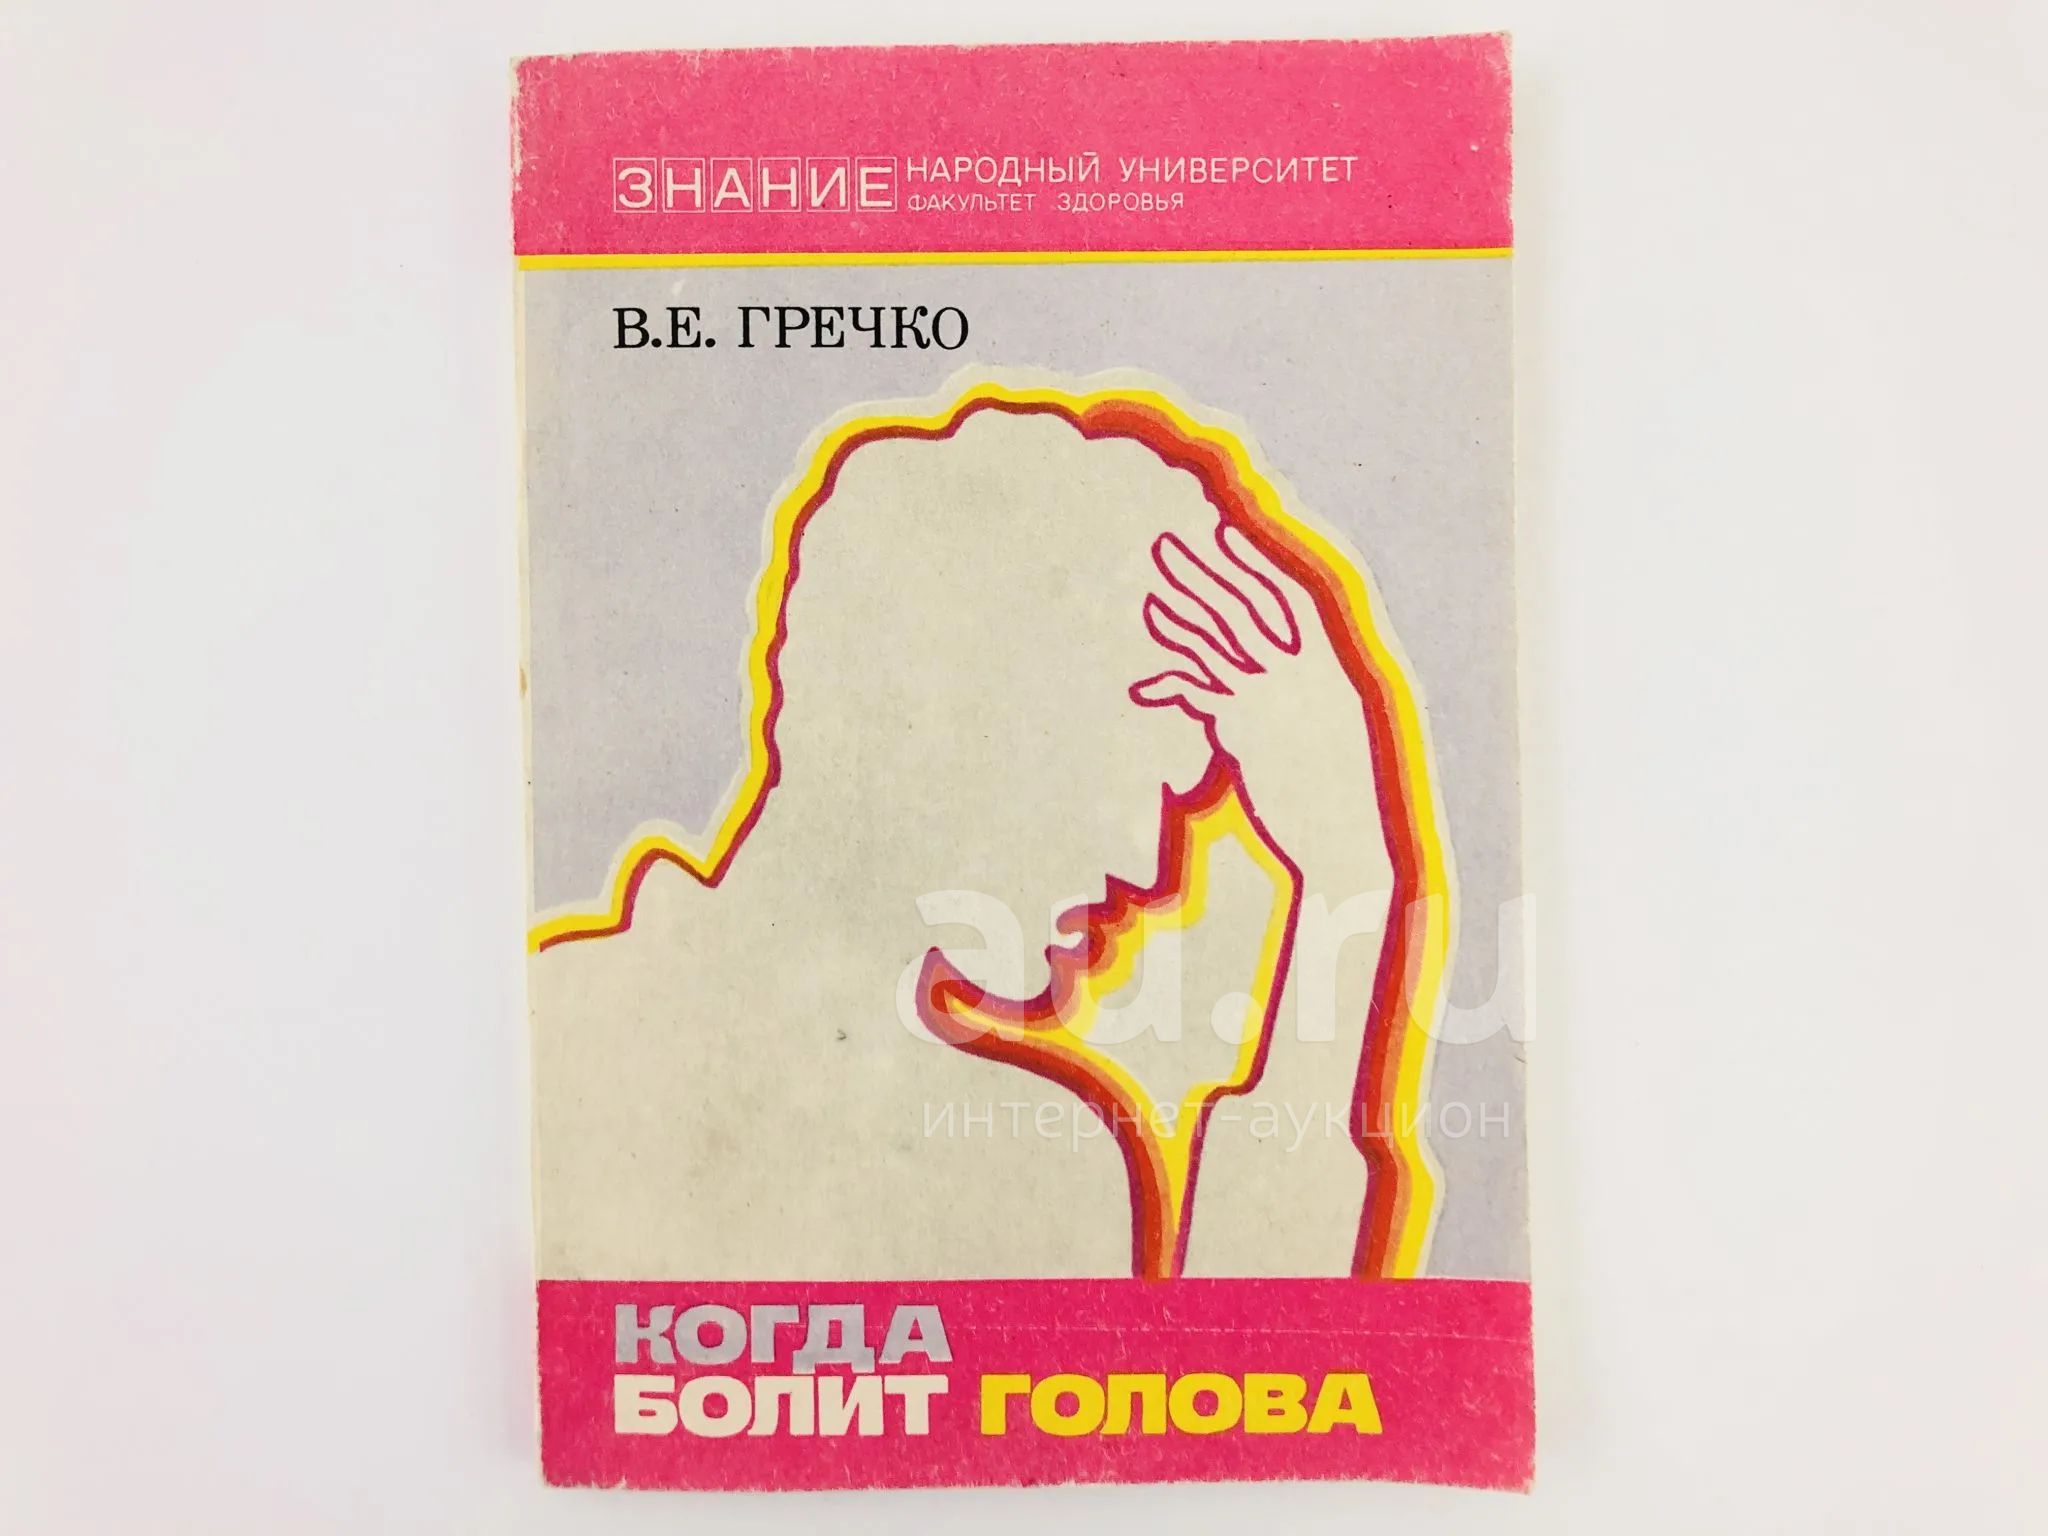 ЗНАНИЕ НАРОДНЫЙ УНИВЕРСИТЕТ
ФАКУЛЬТЕТ ЗДОРОВЬЯ
В.Е. ГРЕЧКО
au.ru
интернет-аукцион
КОГДА
БОЛИТ ГОЛОВА